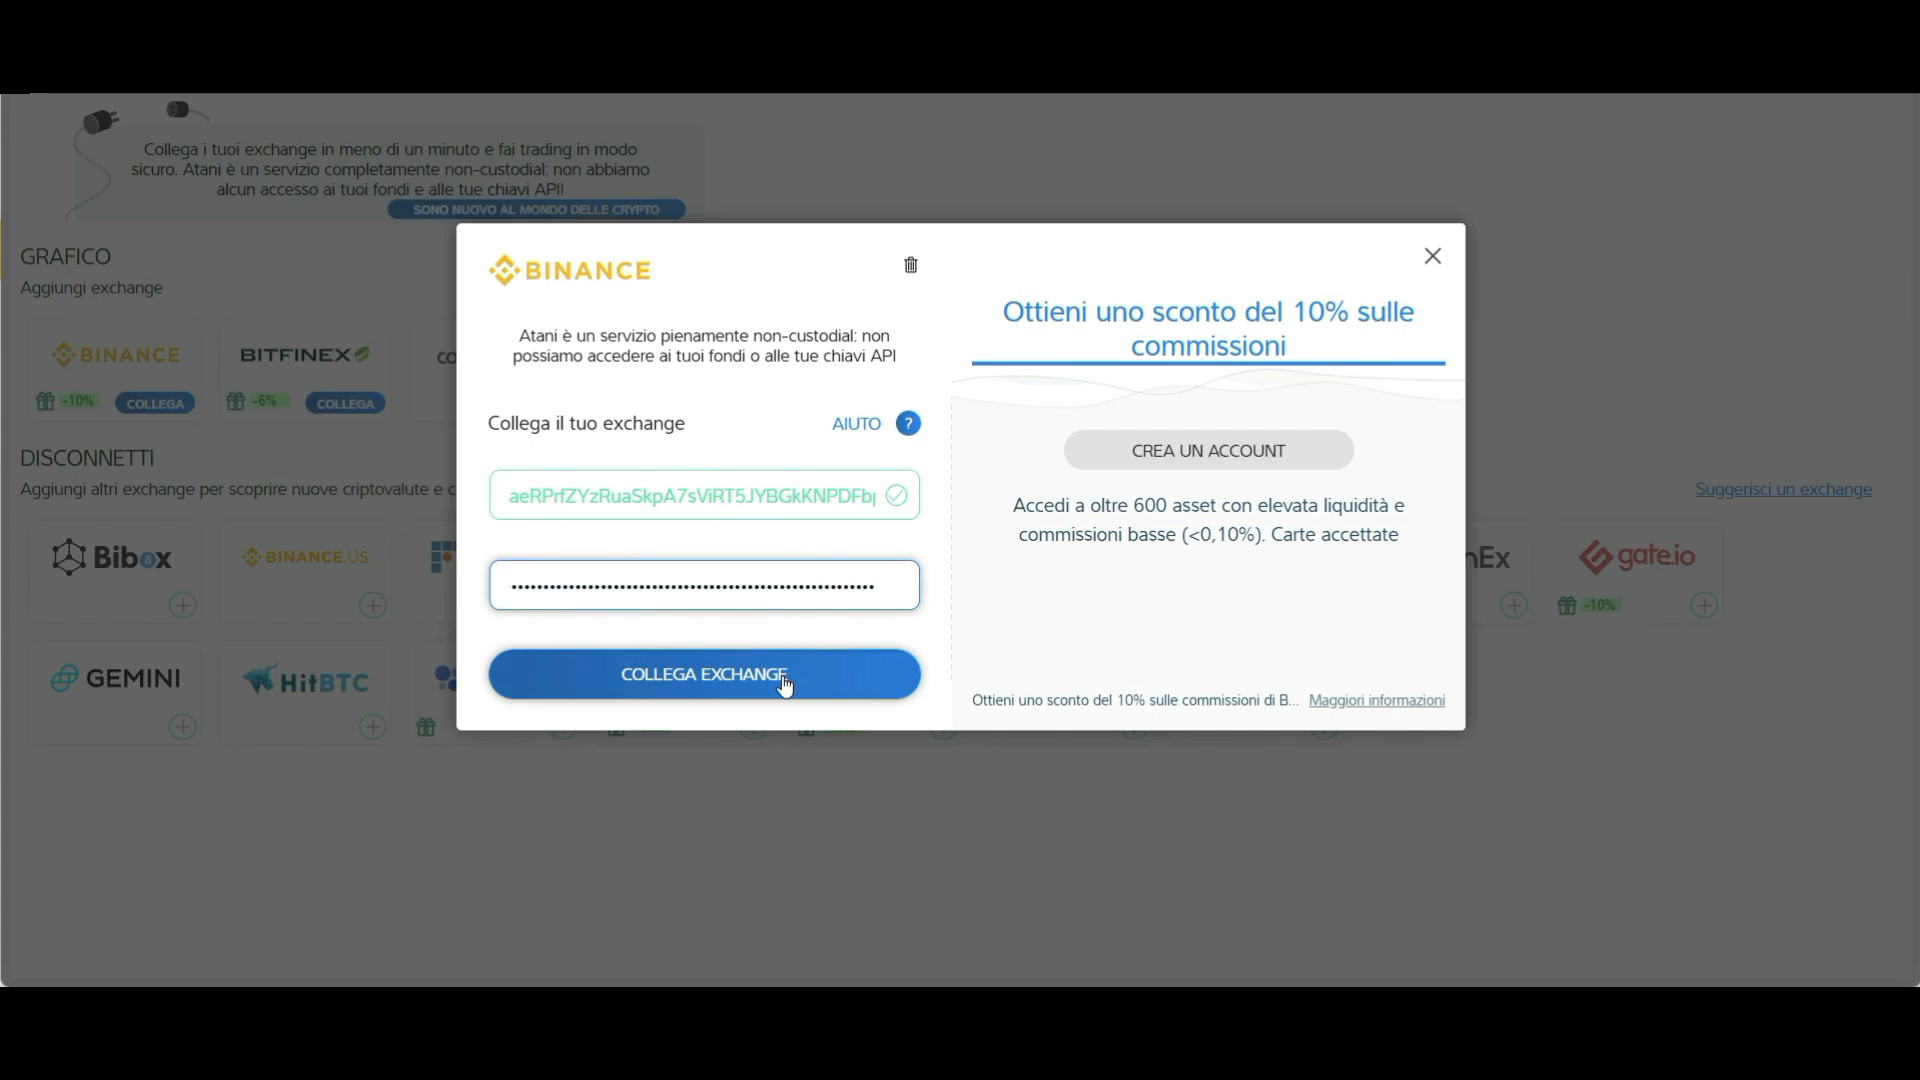 Collega i tuoi exchange in meno di un minuto e fai trading in modo
sicuro. Atani è un servizio completamente non-custodial: non abbiamo
alcun accesso ai tuoi fondi e alle tue chiavi API!
SONO NUOVO AL MONDO DELLE CRYPTO
GRAFICO
Aggiungi exchange
BINANCE
-10%
COLLEGA
BITFINEX
-6%
COLLEGA
DISCONNETTI
Aggiungi altri exchange per scoprire nuove criptovalute e
Suggerisci un exchange
Bibox
BINANCE.US
gate.io
-10%
GEMINI
HitBTC
BINANCE
Atani è un servizio pienamente non-custodial: non
possiamo accedere ai tuoi fondi o alle tue chiavi API
Collega il tuo exchange
AIUTO ?
aeRPrfZYzRuaSkpA7sViRT5JYBGkKNPDFb
COLLEGA EXCHANGE
Ottieni uno sconto del 10% sulle
commissioni
CREA UN ACCOUNT
Accedi a oltre 600 asset con elevata liquidità e
commissioni basse (<0,10%). Carte accettate
Ottieni uno sconto del 10% sulle commissioni di B... Maggiori informazioni